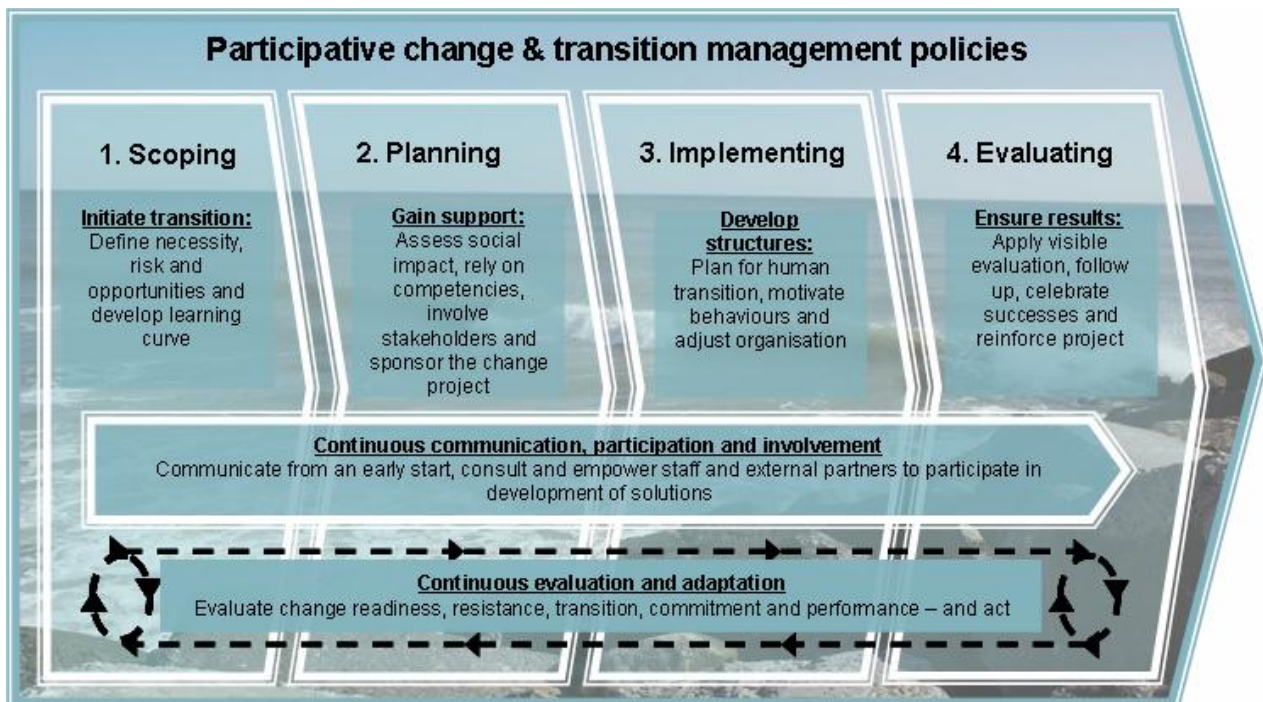 Participative change & transition management policies
1. Scoping
Initiate transition:
Define necessity,
risk and
opportunities and
develop learning
curve
2. Planning
Gain support:
Assess social
impact, rely on
competencies,
involve
stakeholders and
sponsor the change
project
3. Implementing
Develop
structures:
Plan for human
transition, motivate
behaviours and
adjust organisation
4. Evaluating
Ensure results:
Apply visible
evaluation, follow
up, celebrate
successes and
reinforce project
Continuous communication, participation and involvement
Communicate from an early start, consult and empower staff and external partners to participate in
development of solutions
Continuous evaluation and adaptation
Evaluate change readiness, resistance, transition, commitment and performance – and act